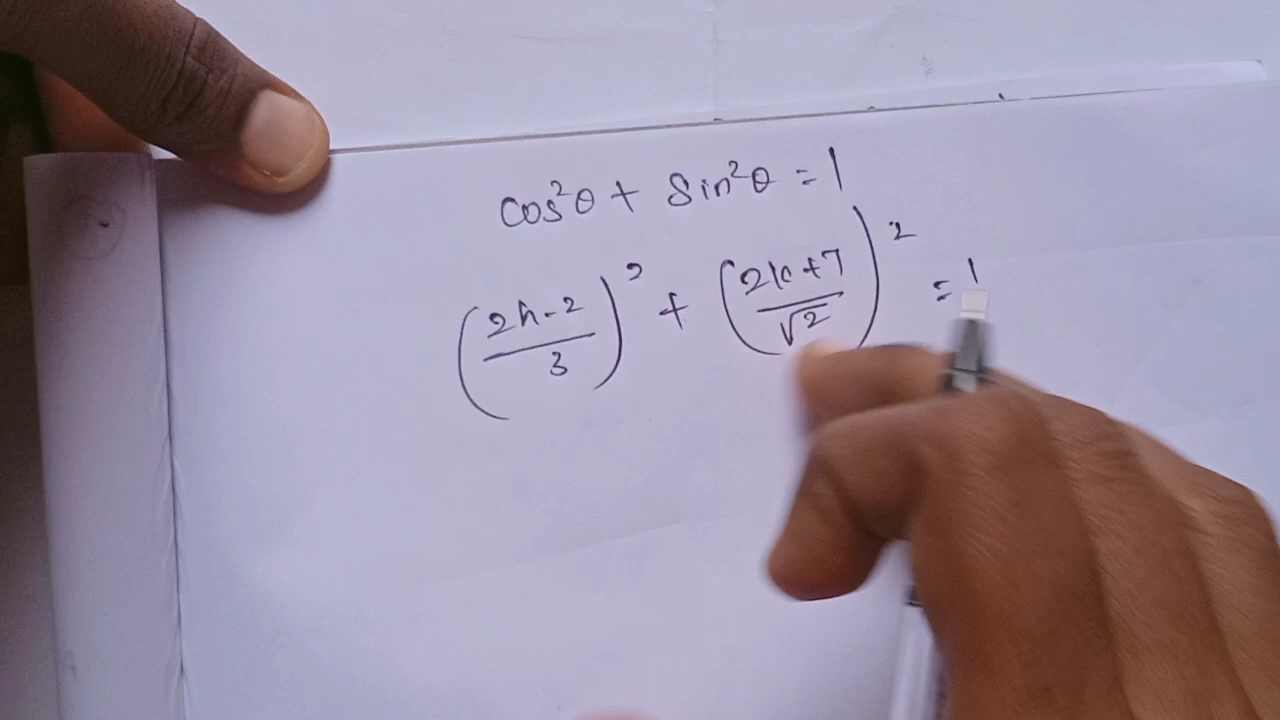 cos²θ + sin²θ = 1
((2h-2)/3)² + ((2k+7)/√2)² = 1